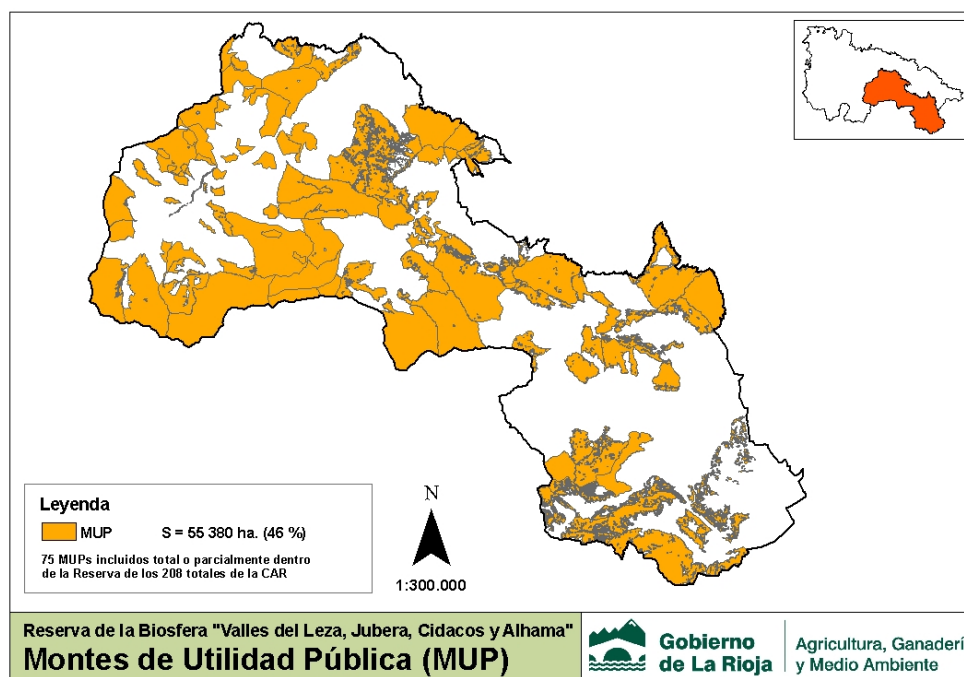 Leyenda
MUP S = 55 380 ha. (46 %)
75 MUPs incluidos total o parcialmente dentro
de la Reserva de los 208 totales de la CAR
N
1:300.000
Reserva de la Biosfera "Valles del Leza, Jubera, Cidacos y Alhama"
Montes de Utilidad Pública (MUP)
Gobierno
de La Rioja
Agricultura, Ganaderí
y Medio Ambiente